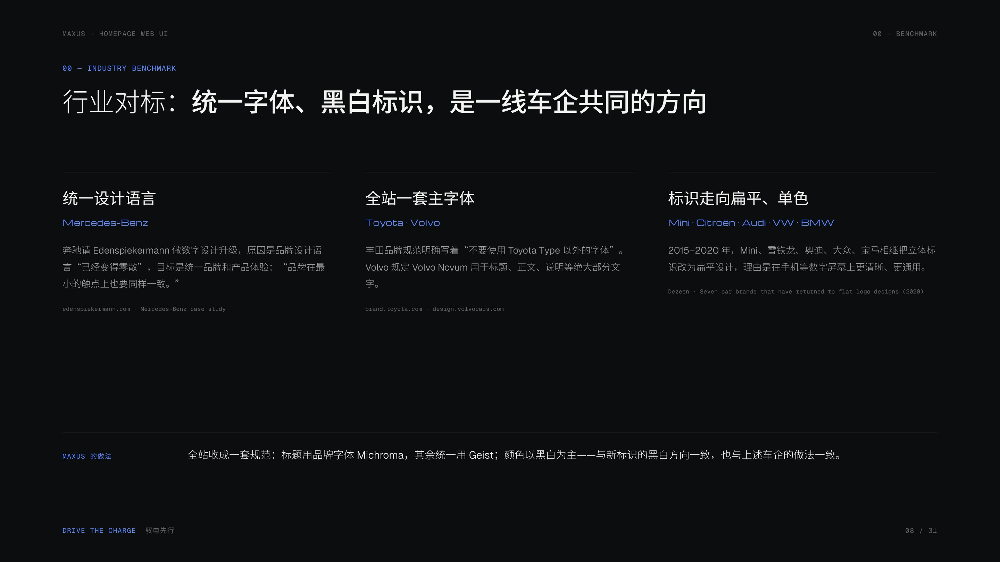 MAXUS · HOMEPAGE WEB UI
00 — BENCHMARK
00 — INDUSTRY BENCHMARK
行业对标：统一字体、黑白标识，是一线车企共同的方向
统一设计语言
Mercedes-Benz
奔驰请 Edenspiekermann 做数字设计升级，原因是品牌设计语
言“已经变得零散”，目标是统一品牌和产品体验：“品牌在最
小的触点上也要同样一致。”
edenspiekermann.com · Mercedes-Benz case study
全站一套主字体
Toyota · Volvo
丰田品牌规范明确写着“不要使用 Toyota Type 以外的字体”。
Volvo 规定 Volvo Novum 用于标题、正文、说明等绝大部分文
字。
brand.toyota.com · design.volvocars.com
标识走向扁平、单色
Mini · Citroën · Audi · VW · BMW
2015–2020 年，Mini、雪铁龙、奥迪、大众、宝马相继把立体标
识改为扁平设计，理由是在手机等数字屏幕上更清晰、更通用。
Dezeen · Seven car brands that have returned to flat logo designs (2020)
MAXUS 的做法
全站收成一套规范：标题用品牌字体 Michroma，其余统一用 Geist；颜色以黑白为主——与新标识的黑白方向一致，也与上述车企的做法一致。
DRIVE THE CHARGE 驭电先行
08 / 31